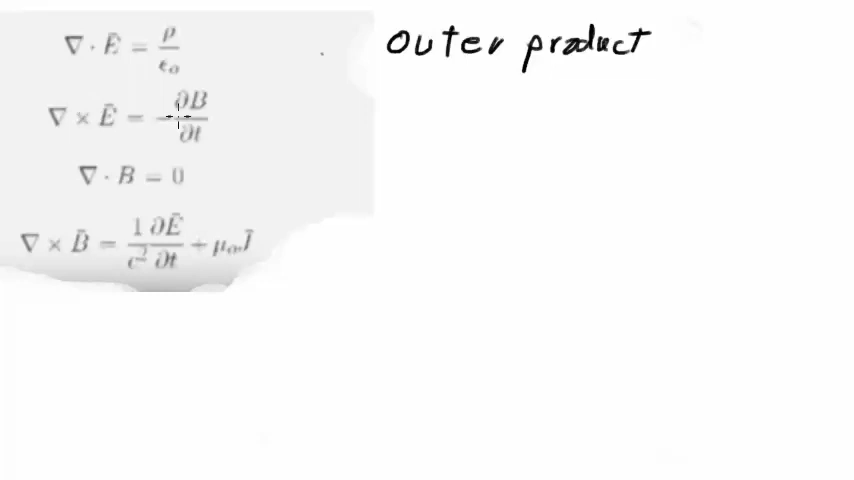 ∇ · Ē = ρ/ε₀
outer product
∇ × Ē = −∂B/∂t
∇ · B = 0
∇ × B̄ = 1/c² ∂Ē/∂t + μ₀J̄